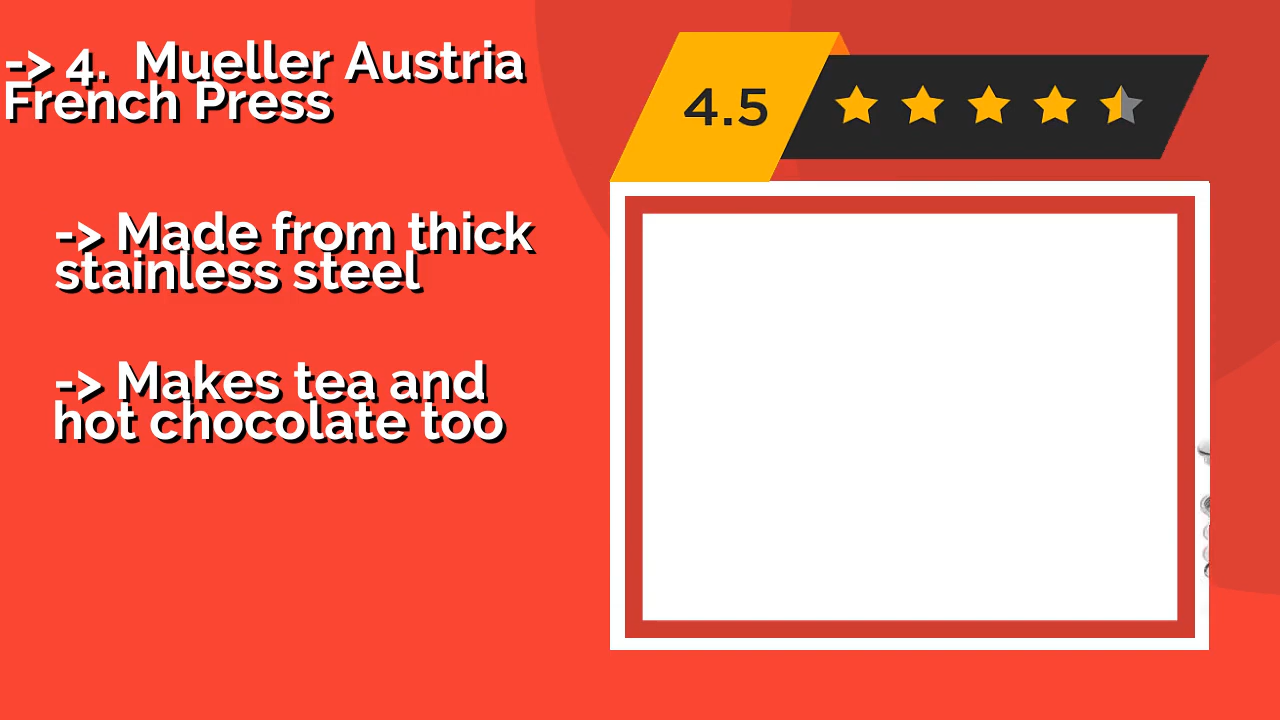 -> 4.  Mueller Austria
French Press
4.5
-> Made from thick
stainless steel
-> Makes tea and
hot chocolate too